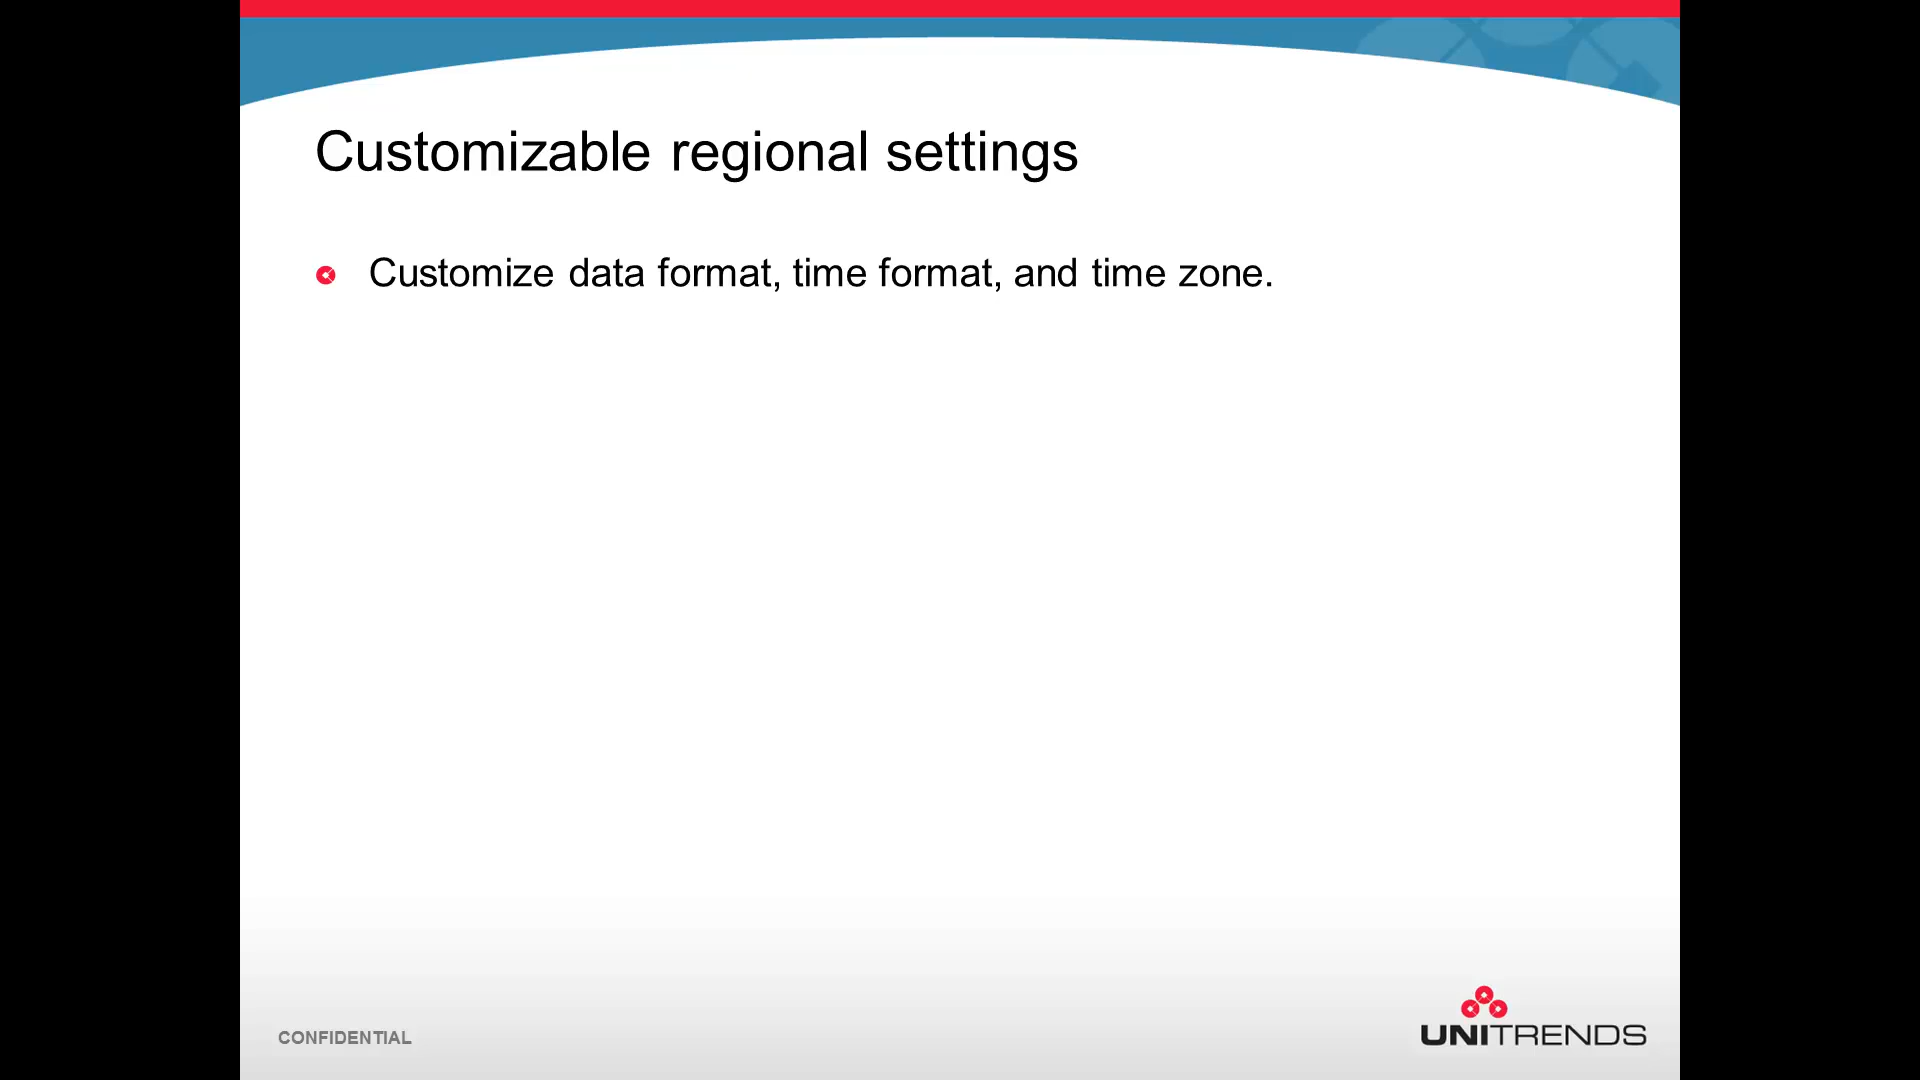 Customizable regional settings
Customize data format, time format, and time zone.
CONFIDENTIAL
UNITRENDS